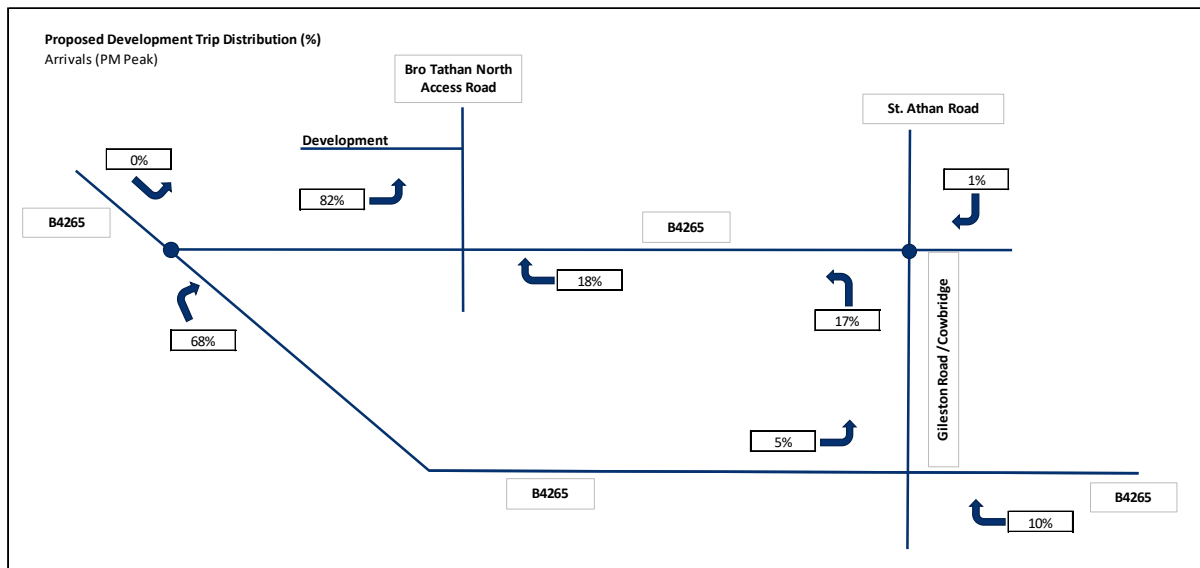 Proposed Development Trip Distribution (%)
Arrivals (PM Peak)
Bro Tathan North
Access Road
St. Athan Road
Development
0%
82%
1%
B4265
B4265
18%
17%
68%
Gileston Road /Cowbridge
5%
B4265
B4265
10%